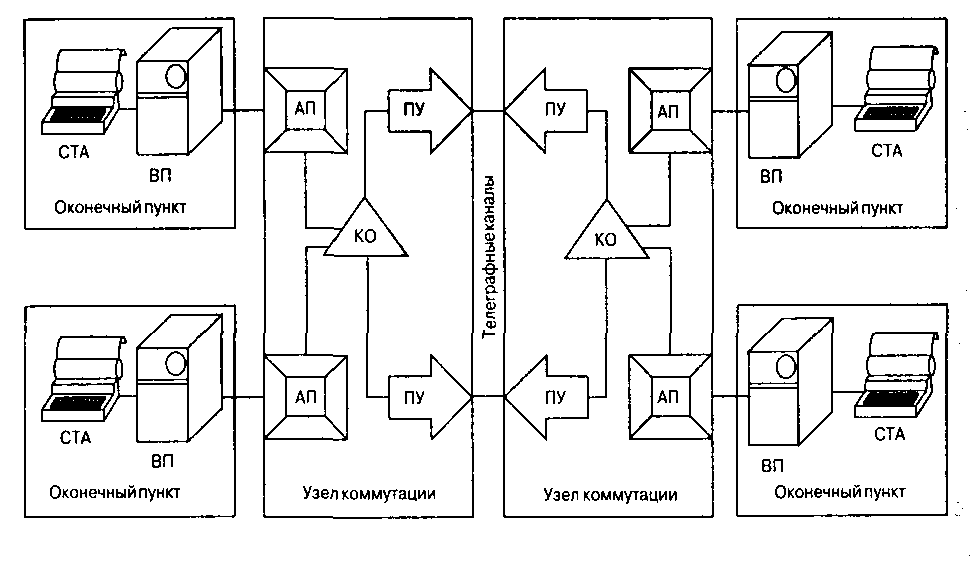 СТА
ВП
Оконечный пункт
АП
ПУ
КО
ПУ
АП
КО
СТА
ВП
Оконечный пункт
Телеграфные каналы
СТА
ВП
Оконечный пункт
АП
ПУ
Узел коммутации
ПУ
АП
Узел коммутации
СТА
ВП
Оконечный пункт